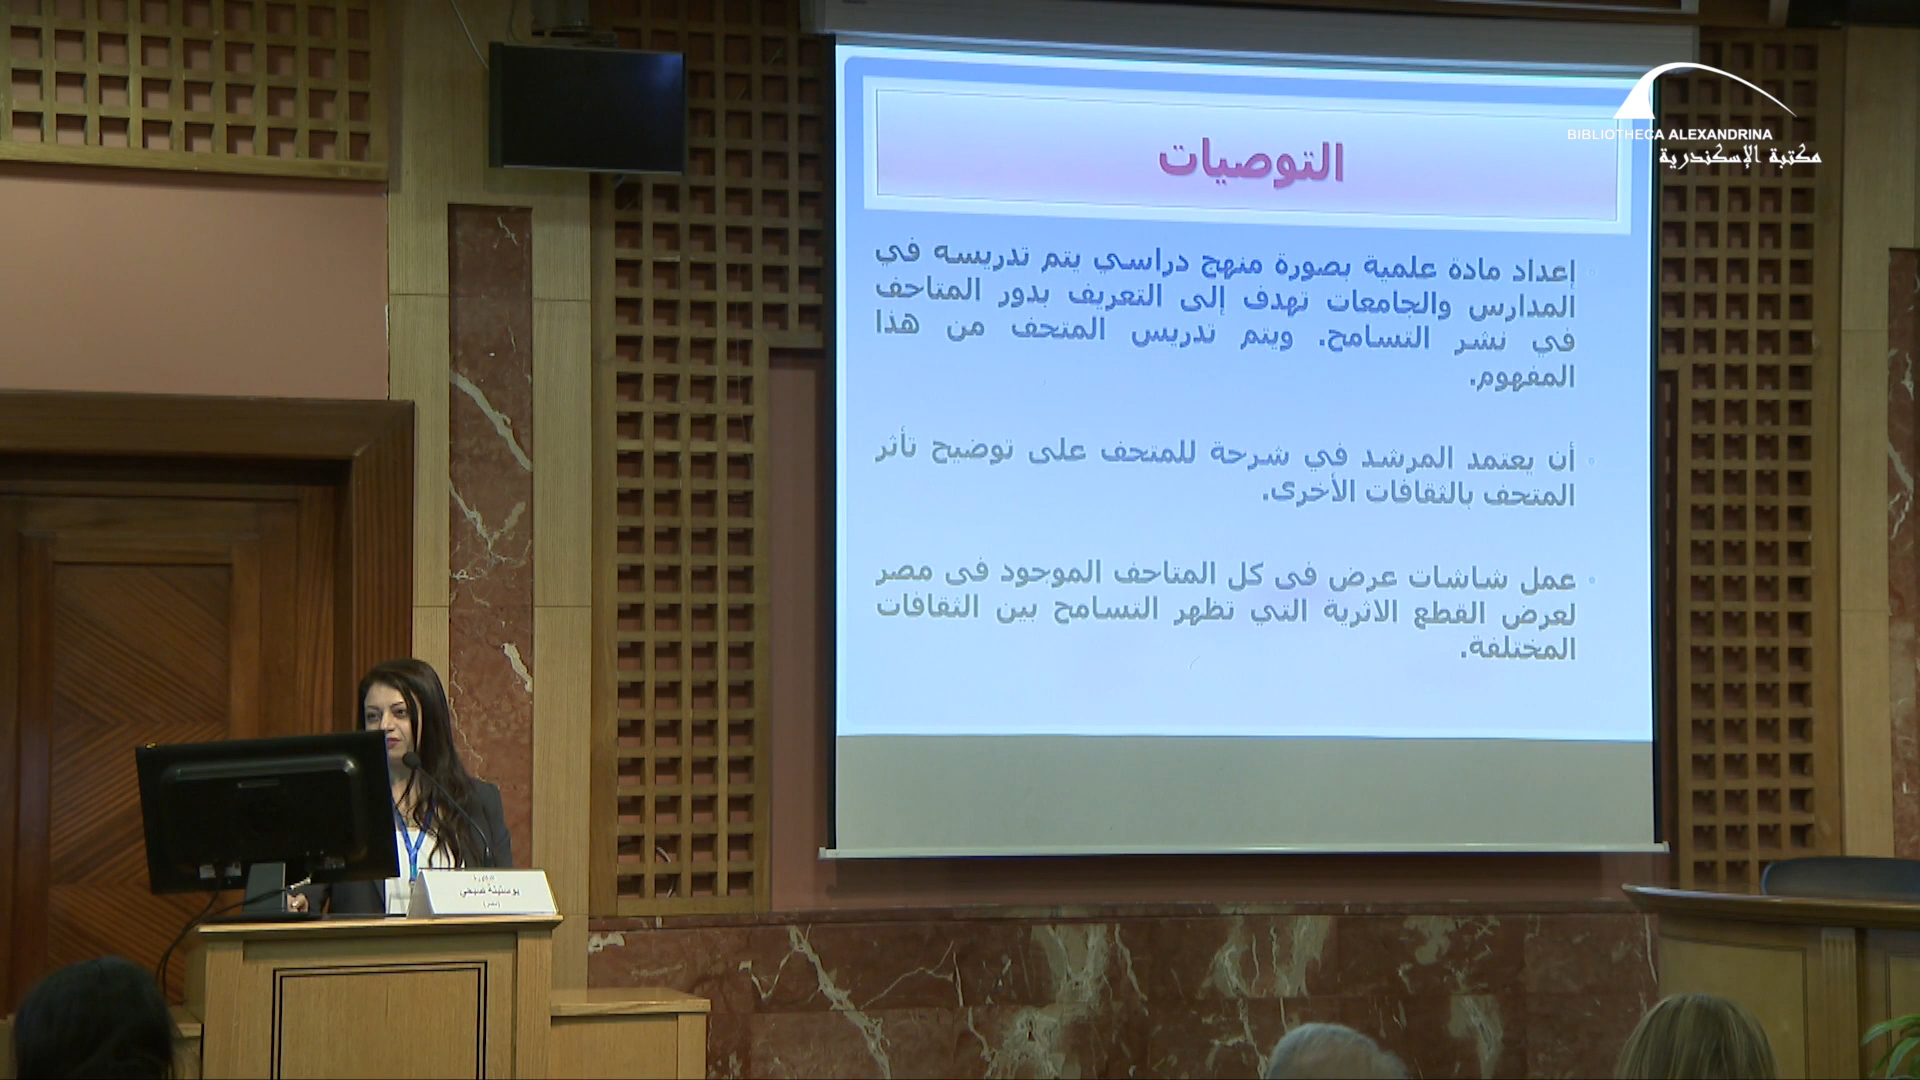 BIBLIOTHECA ALEXANDRINA
مكتبة الإسكندرية
التوصيات
إعداد مادة علمية بصورة منهج دراسي يتم تدريسه في
المدارس والجامعات تهدف إلى التعريف بدور المتاحف
في نشر التسامح. ويتم تدريس المتحف من هذا
المفهوم.
أن يعتمد المرشد في شرحة للمتحف على توضيح تأثر
المتحف بالثقافات الأخرى.
عمل شاشات عرض فى كل المتاحف الموجود فى مصر
لعرض القطع الاثرية التي تظهر التسامح بين الثقافات
المختلفة.
يوستينة صبحي
(مصر)